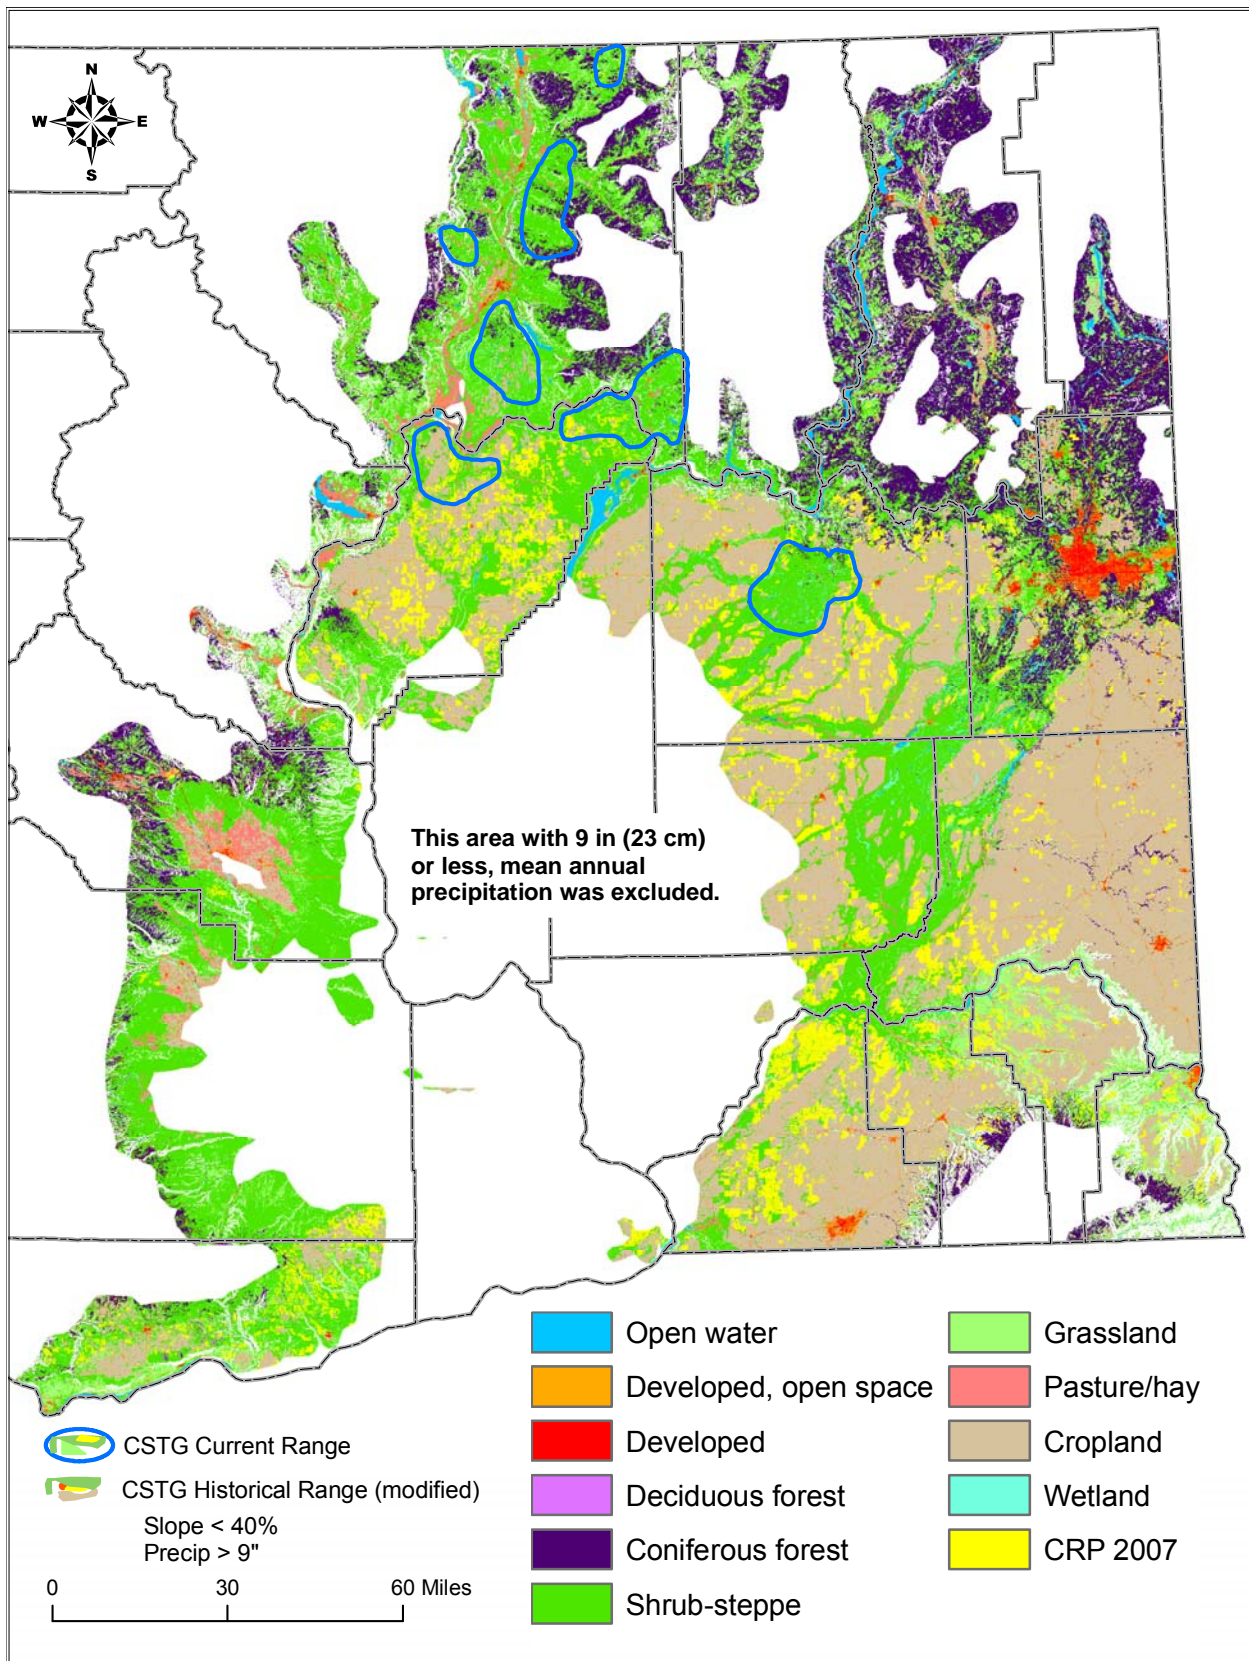 N
W
E
S
This area with 9 in (23 cm)
or less, mean annual
precipitation was excluded.
Open water
Developed, open space
Developed
Deciduous forest
Coniferous forest
Shrub-steppe
Grassland
Pasture/hay
Cropland
Wetland
CRP 2007
CSTG Current Range
CSTG Historical Range (modified)
Slope < 40%
Precip > 9"
0 30 60 Miles